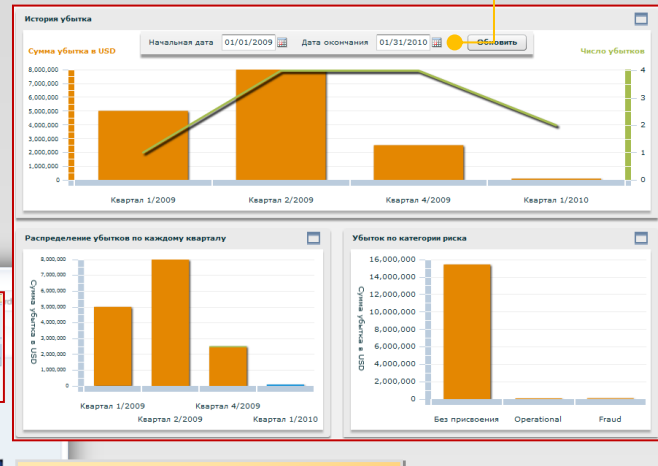 История убытка
Начальная дата 01/01/2009 Дата окончания 01/31/2010 Обновить
Сумма убытка в USD Число убытков
8,000,000
7,000,000
6,000,000
5,000,000
4,000,000
3,000,000
2,000,000
1,000,000
0
4
3
2
1
0
Квартал 1/2009 Квартал 2/2009 Квартал 4/2009 Квартал 1/2010
Распределение убытков по каждому кварталу
Сумма убытка в USD
8,000,000
7,000,000
6,000,000
5,000,000
4,000,000
3,000,000
2,000,000
1,000,000
0
Квартал 1/2009 Квартал 4/2009
Квартал 2/2009 Квартал 1/2010
Убыток по категории риска
Сумма убытка в USD
16,000,000
14,000,000
12,000,000
10,000,000
8,000,000
6,000,000
4,000,000
2,000,000
0
Без присвоения Operational Fraud